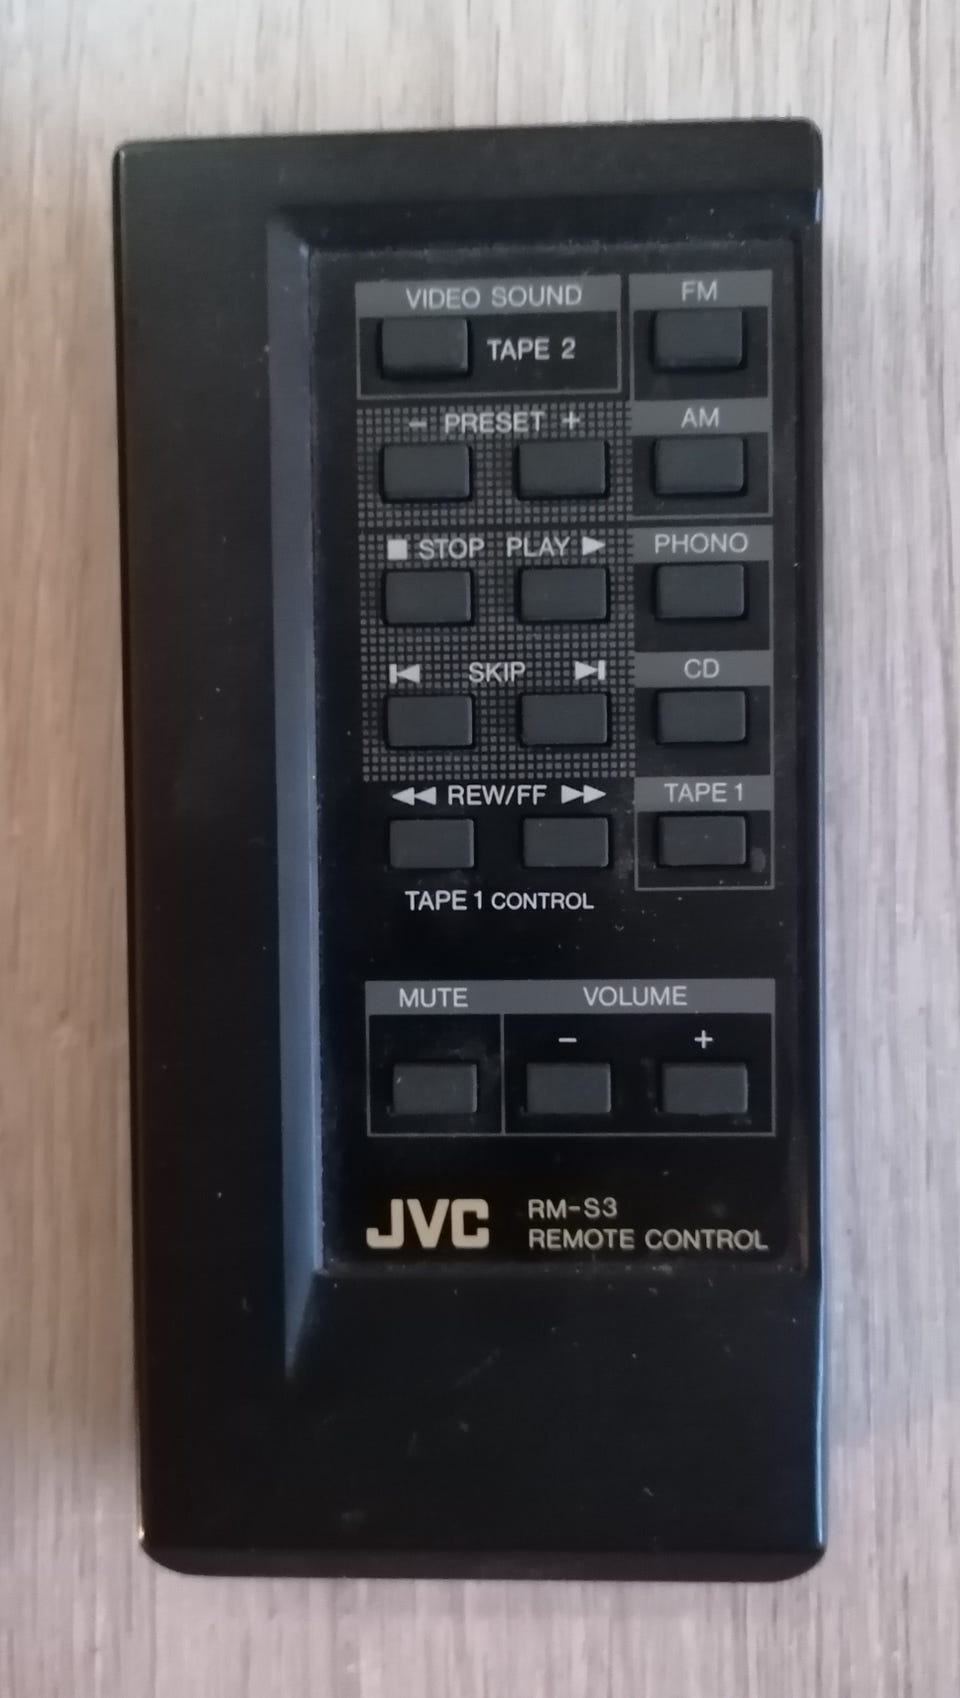 VIDEO SOUND FM
TAPE 2
- PRESET + AM
■ STOP PLAY ▶ PHONO
SKIP CD
◀◀ REW/FF ▶▶ TAPE 1
TAPE 1 CONTROL
MUTE VOLUME
- +
JVC RM-S3
REMOTE CONTROL